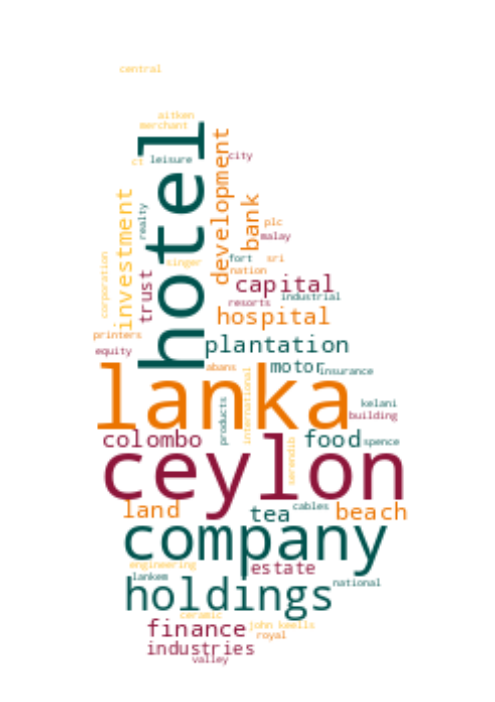 central
aitken
merchant
hotel
ct
leisure
development
city
investment
realty
bank
plc
malay
corporation
trust
singer
fort
sri
nation
capital
industrial
resorts
hospital
printers
equity
plantation
abans
motor
insurance
lanka
products
international
kelani
building
colombo
serendib
food
spence
ceylon
land
tea
cables
beach
company
engineering
estate
lankem
national
holdings
ceramic
finance
john keells
royal
industries
valley